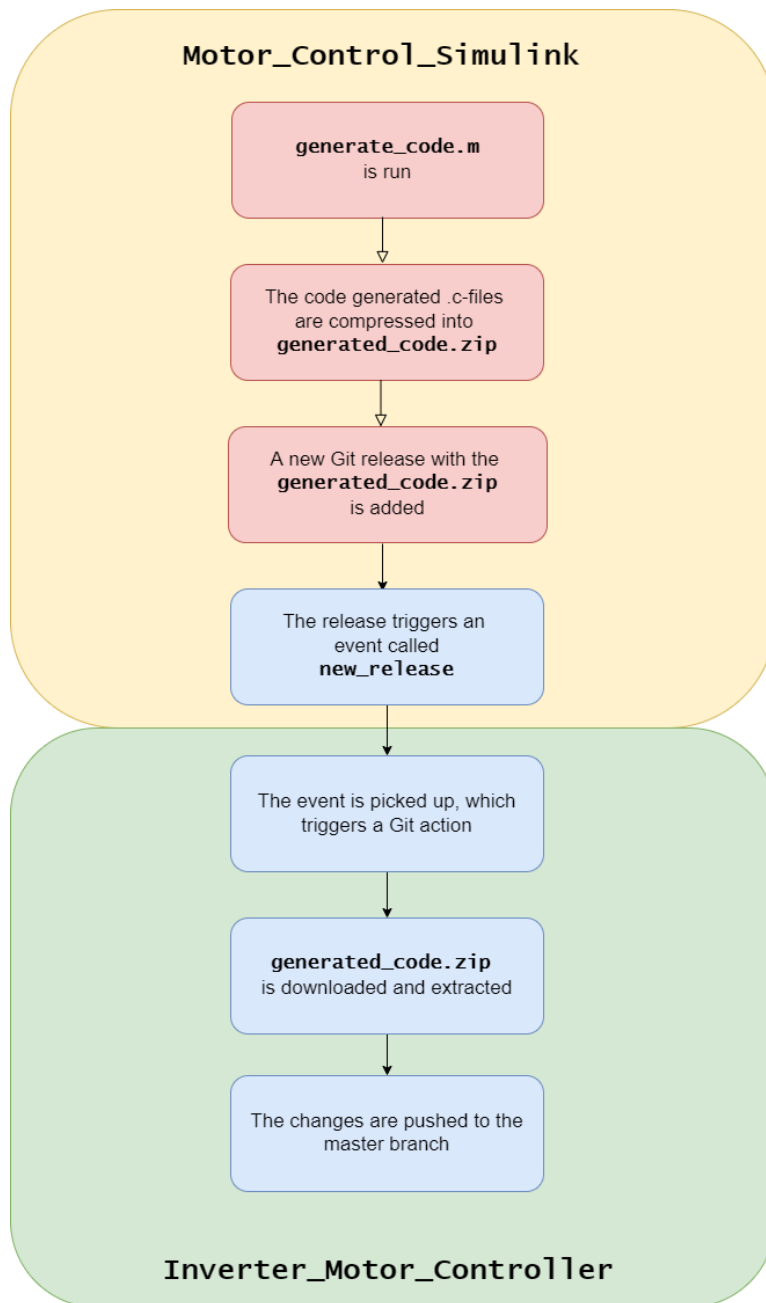 Motor_Control_Simulink
generate_code.m
is run
The code generated .c-files
are compressed into
generated_code.zip
A new Git release with the
generated_code.zip
is added
The release triggers an
event called
new_release
The event is picked up, which
triggers a Git action
generated_code.zip
is downloaded and extracted
The changes are pushed to the
master branch
Inverter_Motor_Controller